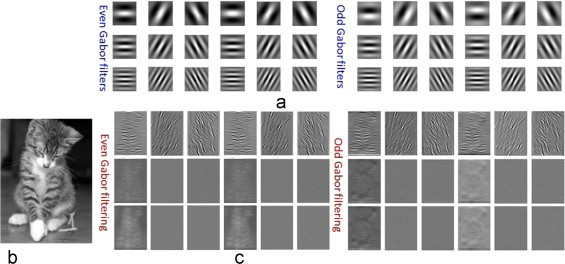 Even Gabor filters
Odd Gabor filters
a
Even Gabor filtering
Odd Gabor filtering
b
c